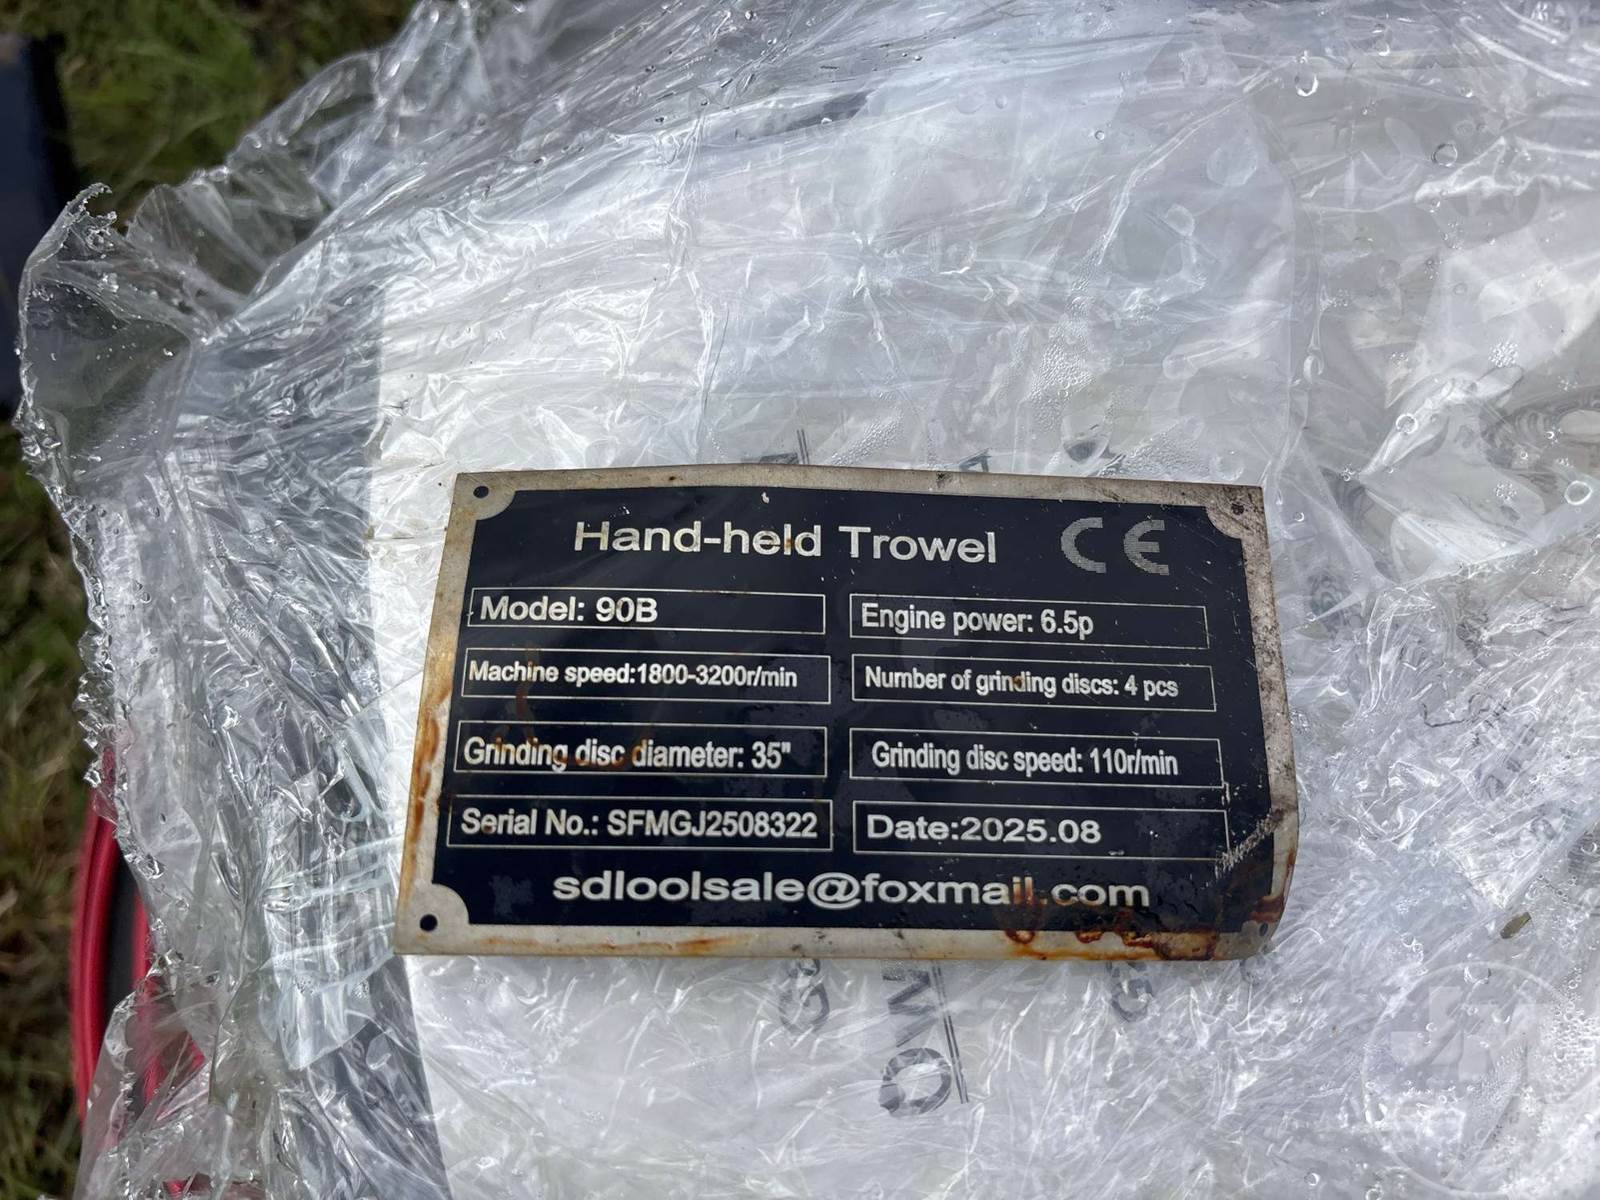 Hand-held Trowel CE
Model: 90B
Engine power: 6.5p
Machine speed:1800-3200r/min
Number of grinding discs: 4 pcs
Grinding disc diameter: 35"
Grinding disc speed: 110r/min
Serial No.: SFMGJ2508322
Date:2025.08
sdloolsale@foxmail.com